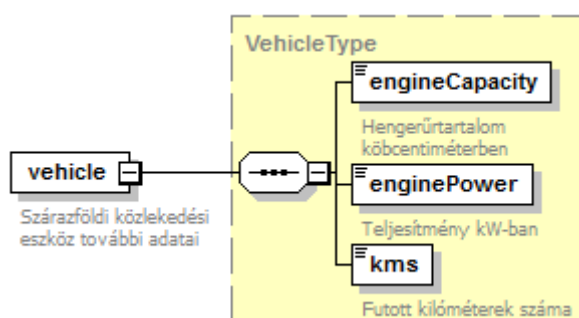 VehicleType
engineCapacity
Hengerűrtartalom
köbcentiméterben
vehicle
Szárazföldi közlekedési
eszköz további adatai
enginePower
Teljesítmény kW-ban
kms
Futott kilóméterek száma